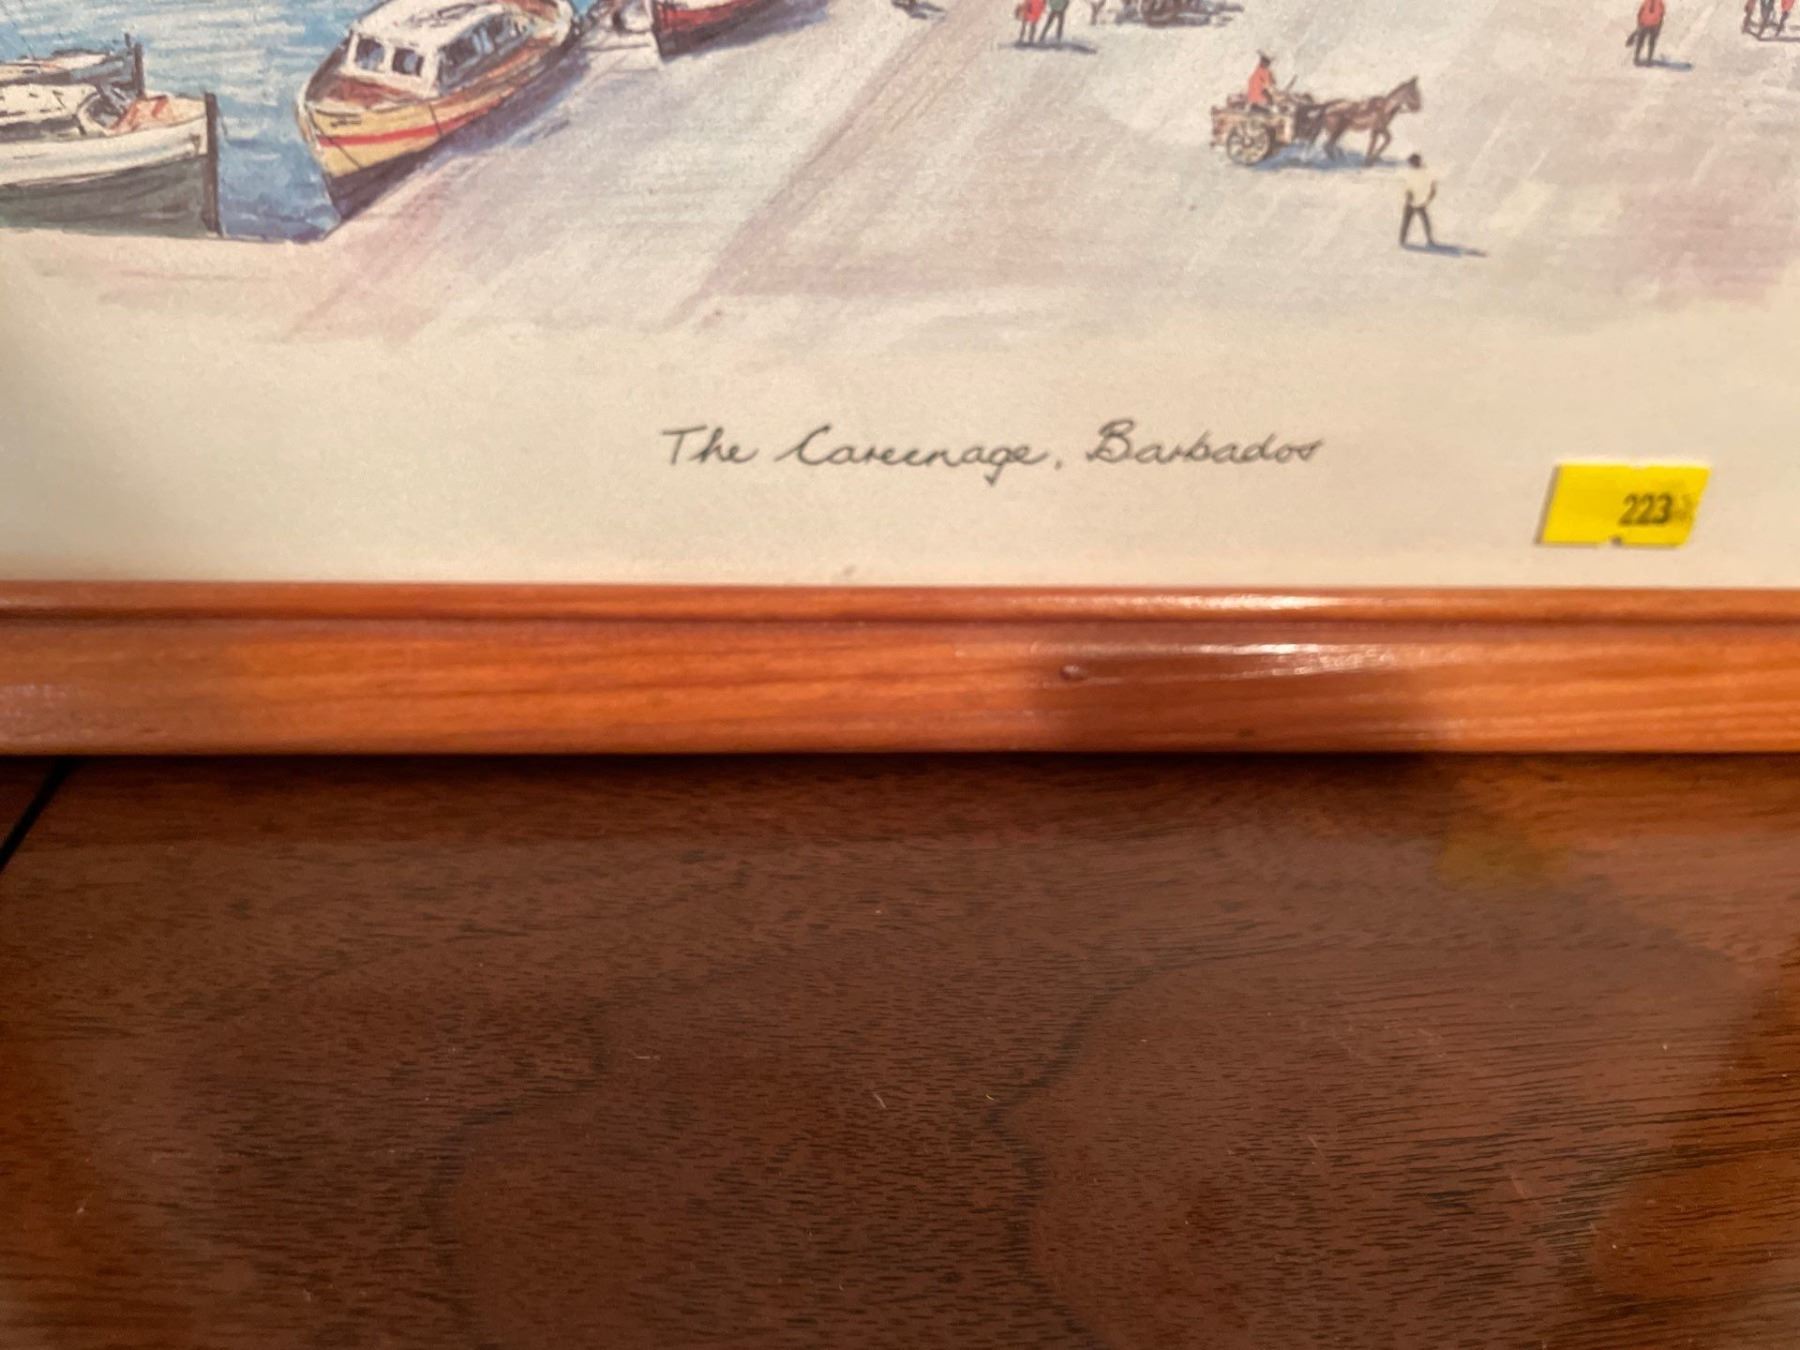 The Careenage, Barbados
223